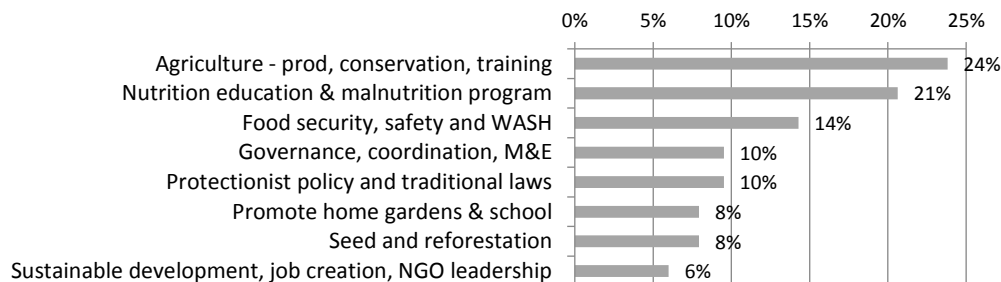 0% 5% 10% 15% 20% 25%
Agriculture - prod, conservation, training 24%
Nutrition education & malnutrition program 21%
Food security, safety and WASH 14%
Governance, coordination, M&E 10%
Protectionist policy and traditional laws 10%
Promote home gardens & school 8%
Seed and reforestation 8%
Sustainable development, job creation, NGO leadership 6%